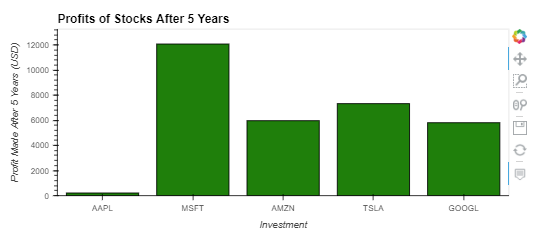 Profits of Stocks After 5 Years
Profit Made After 5 Years (USD)
12000
10000
8000
6000
4000
2000
0
AAPL MSFT AMZN TSLA GOOGL
Investment